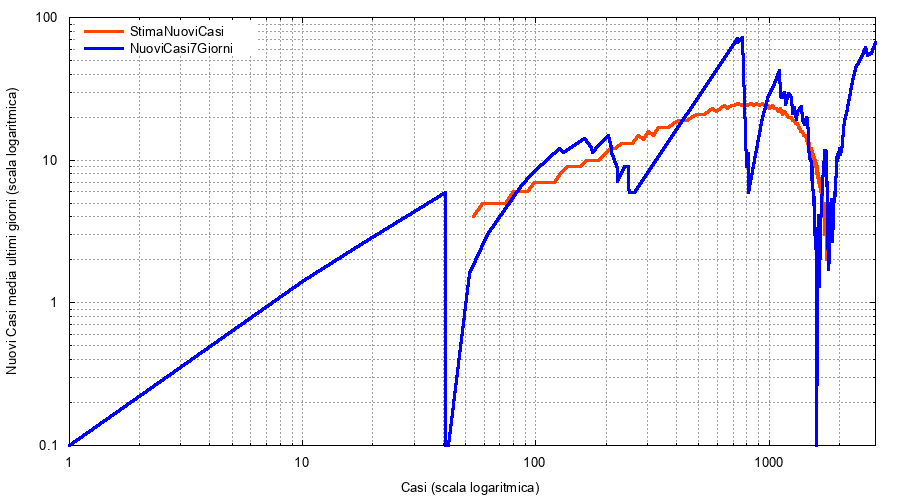 100
StimaNuoviCasi
NuoviCasi7Giorni
10
1
0.1
Nuovi Casi media ultimi giorni (scala logaritmica)
1
10
100
1000
Casi (scala logaritmica)